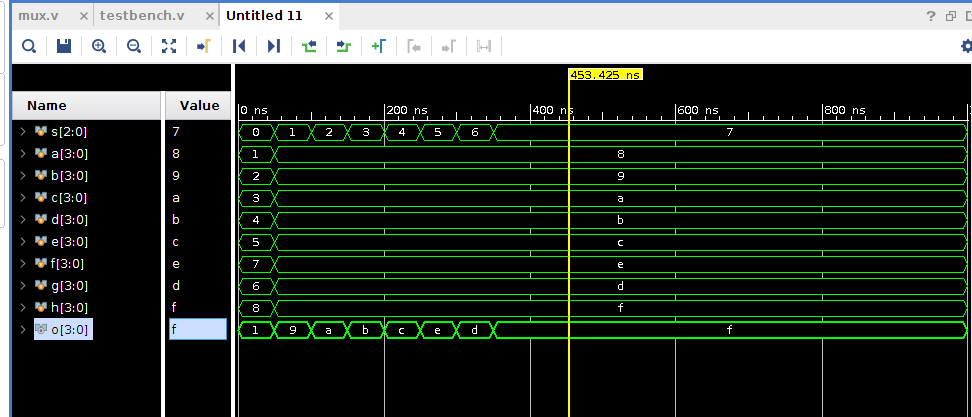 mux.v × testbench.v × Untitled 11 ×
?
453.425 ns
Name Value 0 ns 200 ns 400 ns 600 ns 800 ns
s[2:0] 7 0 1 2 3 4 5 6 7
a[3:0] 8 1 8
b[3:0] 9 2 9
c[3:0] a 3 a
d[3:0] b 4 b
e[3:0] c 5 c
f[3:0] e 7 e
g[3:0] d 6 d
h[3:0] f 8 f
o[3:0] f 1 9 a b c e d f